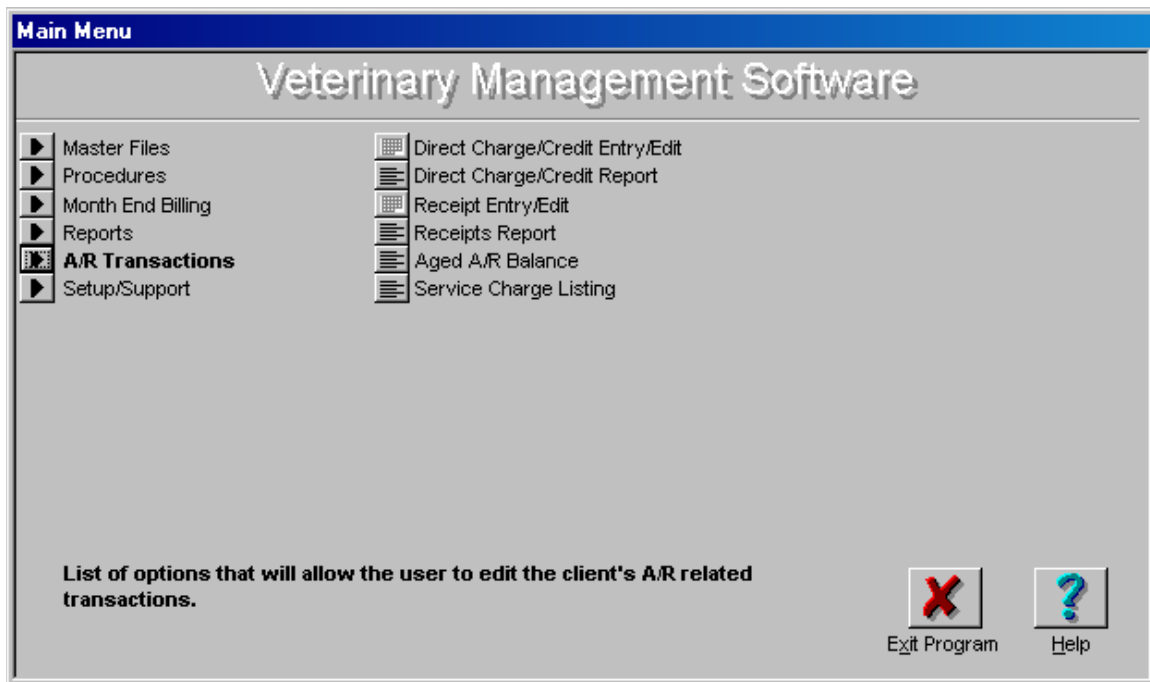 Main Menu
Veterinary Management Software
Master Files
Procedures
Month End Billing
Reports
A/R Transactions
Setup/Support
Direct Charge/Credit Entry/Edit
Direct Charge/Credit Report
Receipt Entry/Edit
Receipts Report
Aged A/R Balance
Service Charge Listing
List of options that will allow the user to edit the client's A/R related
transactions.
Exit Program
Help